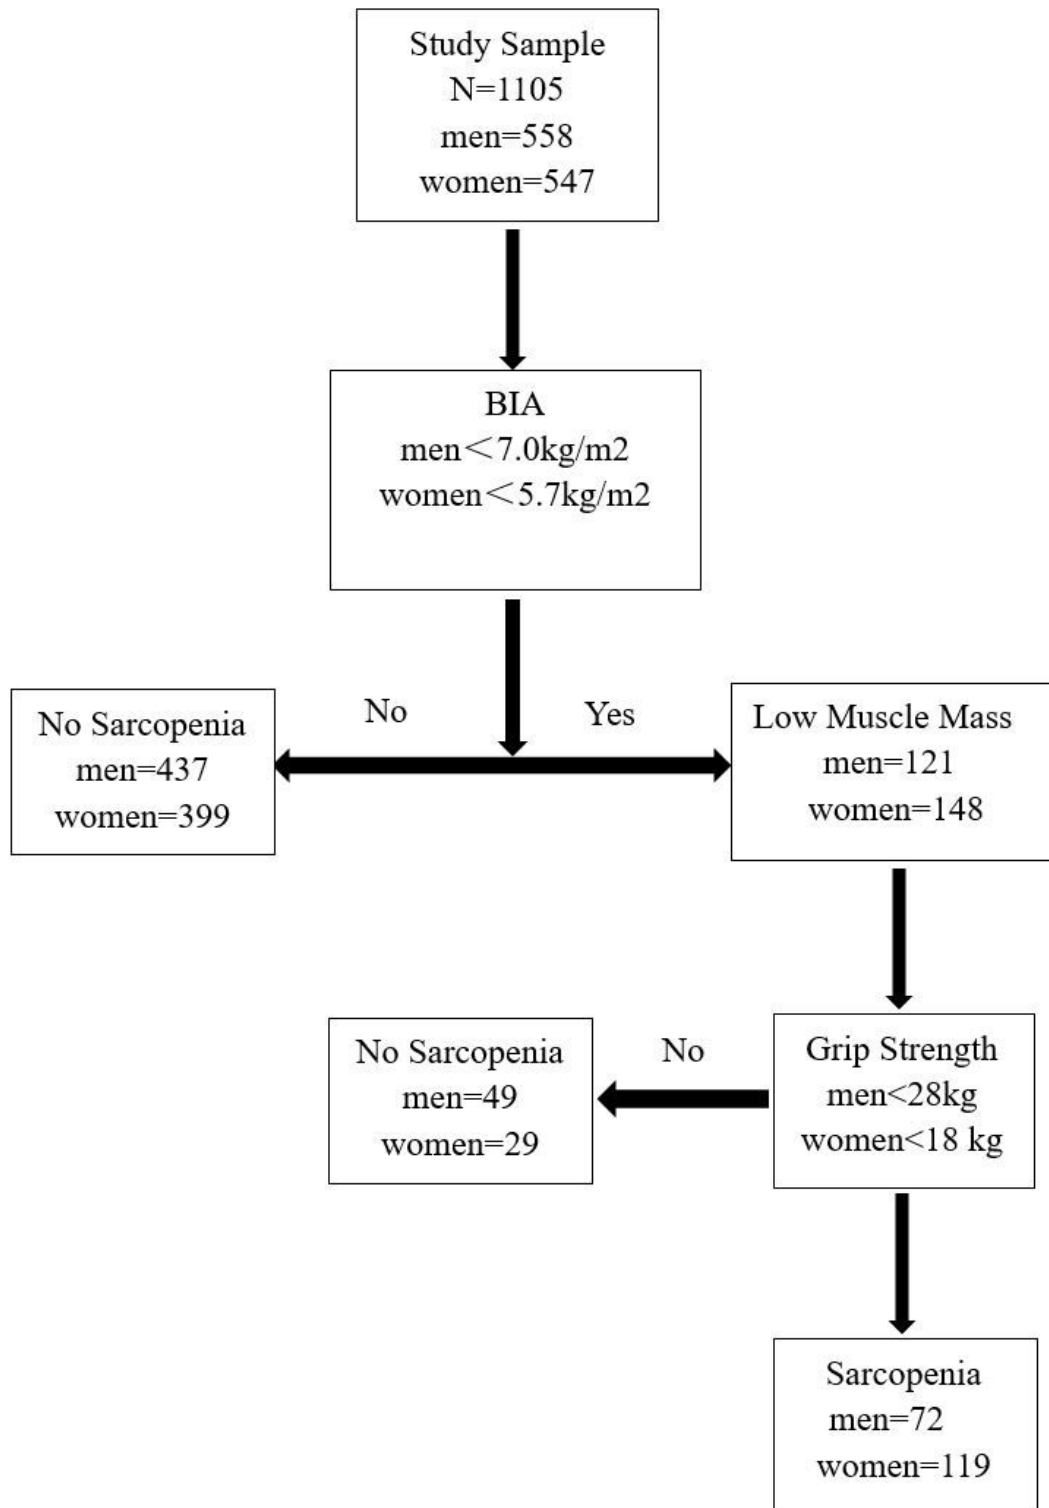 Study Sample
N=1105
men=558
women=547
BIA
men＜7.0kg/m2
women＜5.7kg/m2
No
Yes
No Sarcopenia
men=437
women=399
Low Muscle Mass
men=121
women=148
No Sarcopenia
men=49
women=29
No
Grip Strength
men<28kg
women<18 kg
Sarcopenia
men=72
women=119